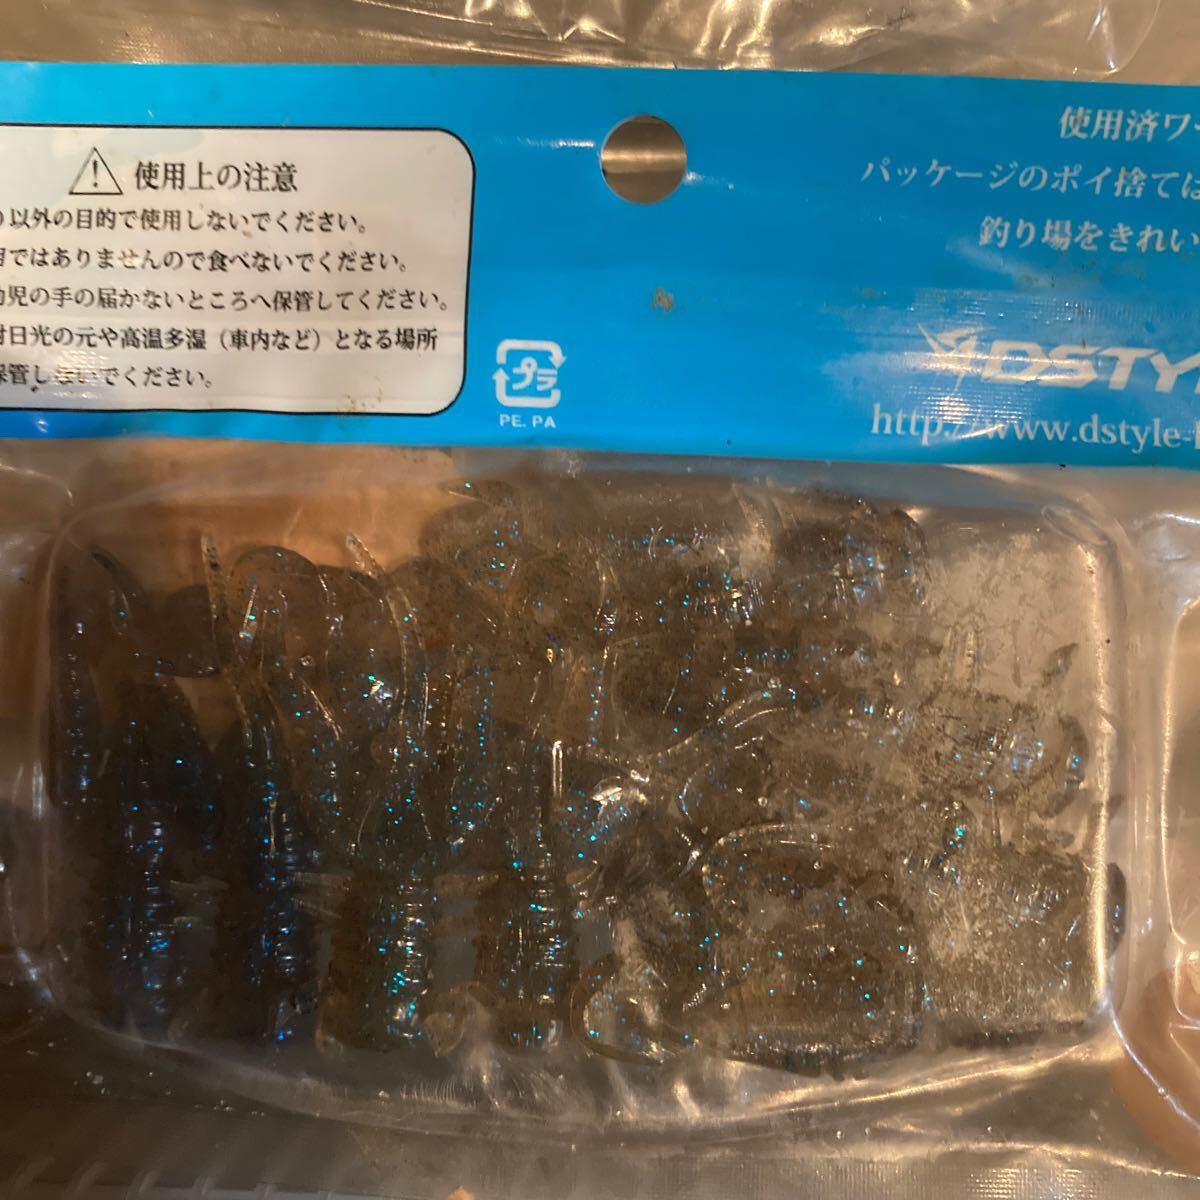 使用上の注意
以外の目的で使用しないでください。
ではありませんので食べないでください。
児の手の届かないところへ保管してください。
日光の元や高温多湿（車内など）となる場所
保管しないでください。
プラ
PE. PA
使用済ワ
パッケージのポイ捨ては
釣り場をきれい
DSTY
http://www.dstyle-